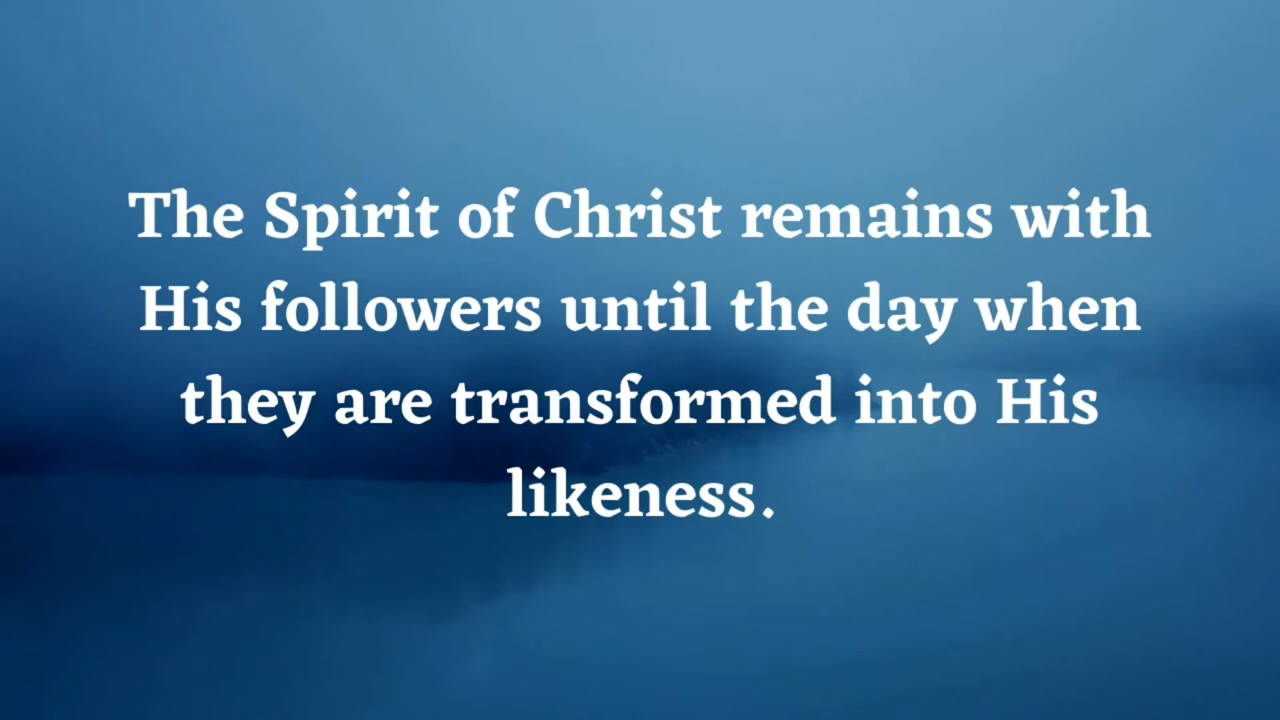 The Spirit of Christ remains with
His followers until the day when
they are transformed into His
likeness.